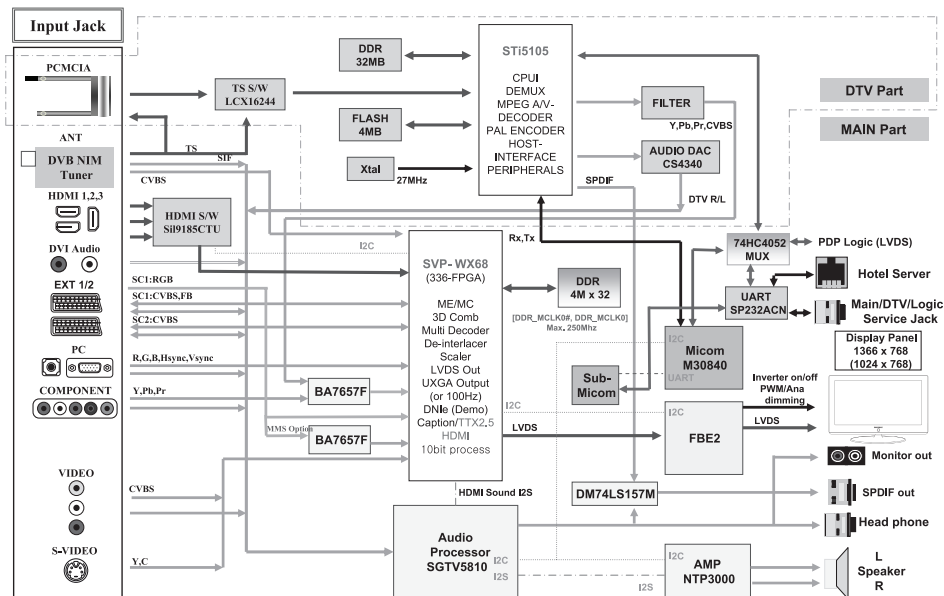 Input Jack
PCMCIA
ANT
DVB NIM
Tuner
HDMI 1,2,3
DVI Audio
EXT 1/2
PC
COMPONENT
VIDEO
S-VIDEO
TS S/W
LCX16244
TS
SIF
CVBS
HDMI S/W
Sil9185CTU
SC1:RGB
SC1:CVBS,FB
SC2:CVBS
R,G,B,Hsync,Vsync
Y,Pb,Pr
MMS Option
CVBS
Y,C
DDR
32MB
FLASH
4MB
Xtal
27MHz
STi5105
CPUI
DEMUX
MPEG A/V-
DECODER
PAL ENCODER
HOST-
INTERFACE
PERIPHERALS
FILTER
Y,Pb,Pr,CVBS
AUDIO DAC
CS4340
SPDIF
DTV R/L
DTV Part
MAIN Part
I2C
Rx,Tx
SVP- WX68
(336-FPGA)
ME/MC
3D Comb
Multi Decoder
De-interlacer
Scaler
LVDS Out
UXGA Output
(or 100Hz)
DNIe (Demo)
Caption/TTX2.5
HDMI
10bit process
BA7657F
BA7657F
DDR
4M x 32
[DDR_MCLK0#, DDR_MCLK0]
Max. 250Mhz
74HC4052
MUX
PDP Logic (LVDS)
Hotel Server
UART
SP232ACN
Main/DTV/Logic
Service Jack
I2C
Micom
M30840
UART
Sub-
Micom
Display Panel
1366 x 768
(1024 x 768)
Inverter on/off
PWM/Ana
dimming
LVDS
I2C
I2C
FBE2
LVDS
Monitor out
HDMI Sound I2S
DM74LS157M
SPDIF out
Head phone
Audio
Processor
SGTV5810
I2C
I2S
I2C
AMP
NTP3000
I2S
L
Speaker
R